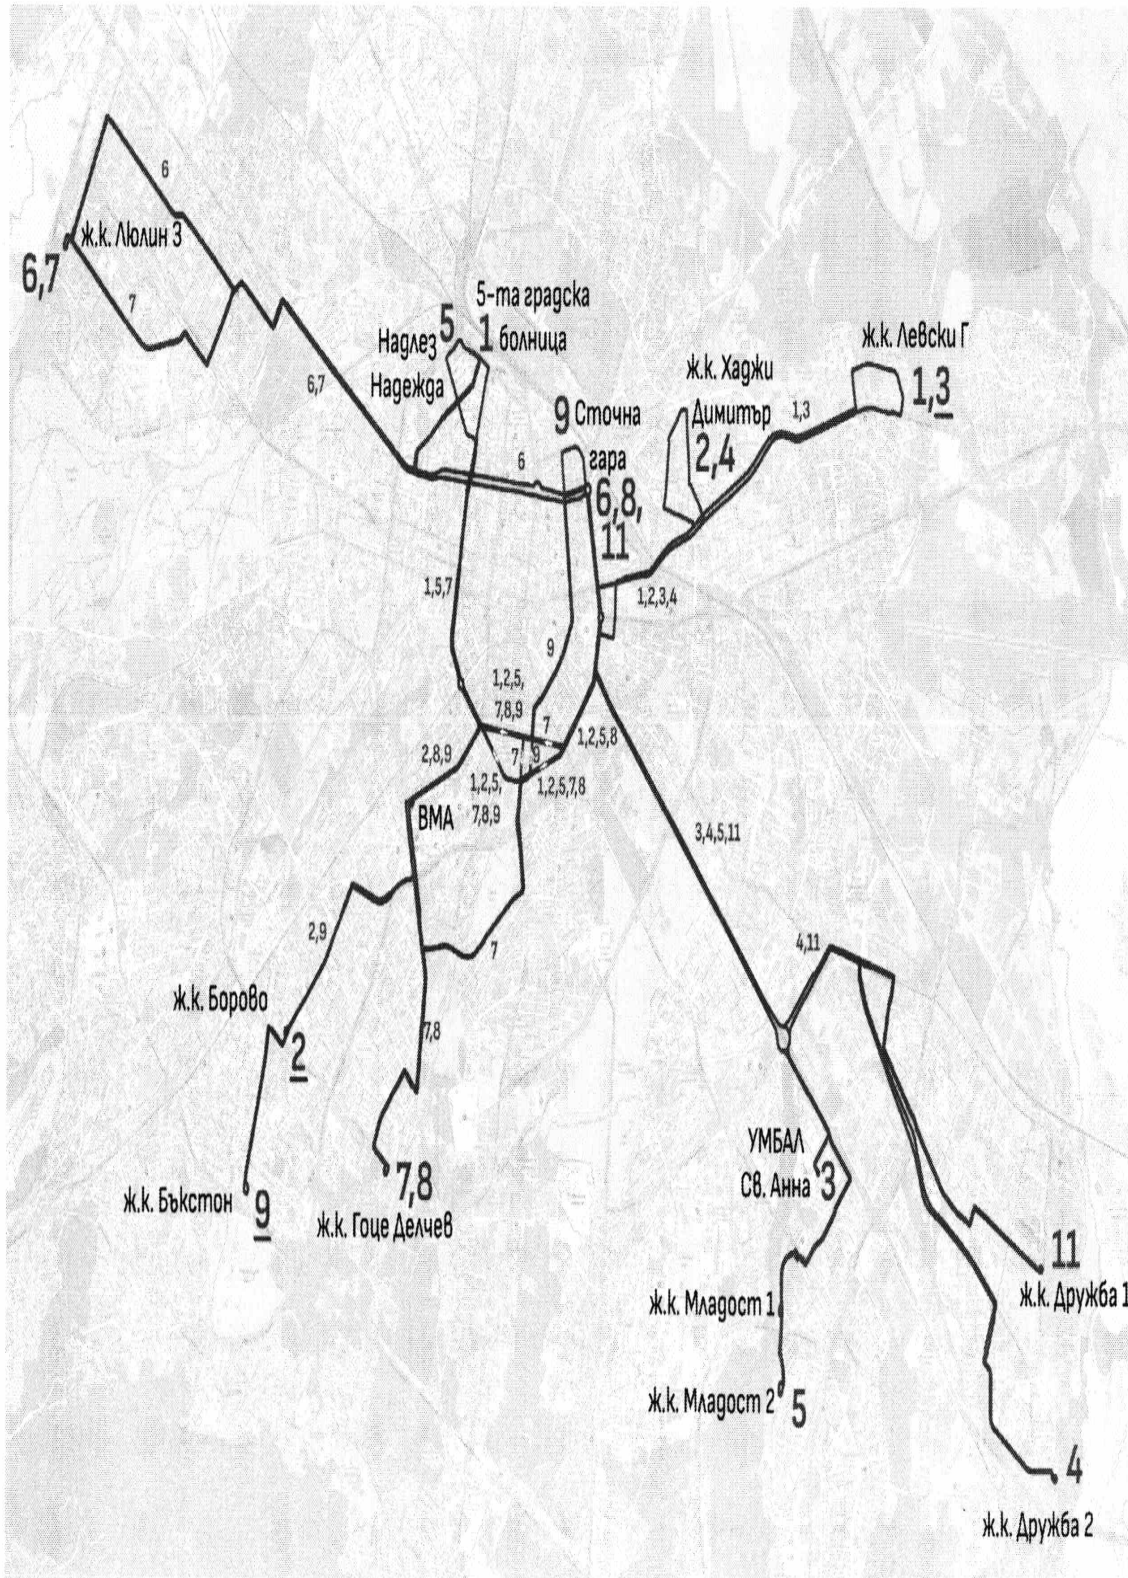 6
ж.к. Люлин 3
6,7
7
5-та градска
5
1 болница
Надлез
Надежда
6,7
ж.к. Левски Г
ж.к. Хаджи
Димитър
1,3
1,3
2,4
9 Сточна
гара
6
6,8,
11
1,5,7
1,2,3,4
9
1,2,5,
7,8,9
7
1,2,5,8
2,8,9
7
9
1,2,5,
7,8,9
1,2,5,7,8
ВМА
3,4,5,11
2,9
7
4,11
ж.к. Борово
2
7,8
УМБАЛ
Св. Анна 3
ж.к. Бъкстон
9
7,8
ж.к. Гоце Делчев
11
ж.к. Дружба 1
ж.к. Младост 1
ж.к. Младост 2
5
4
ж.к. Дружба 2